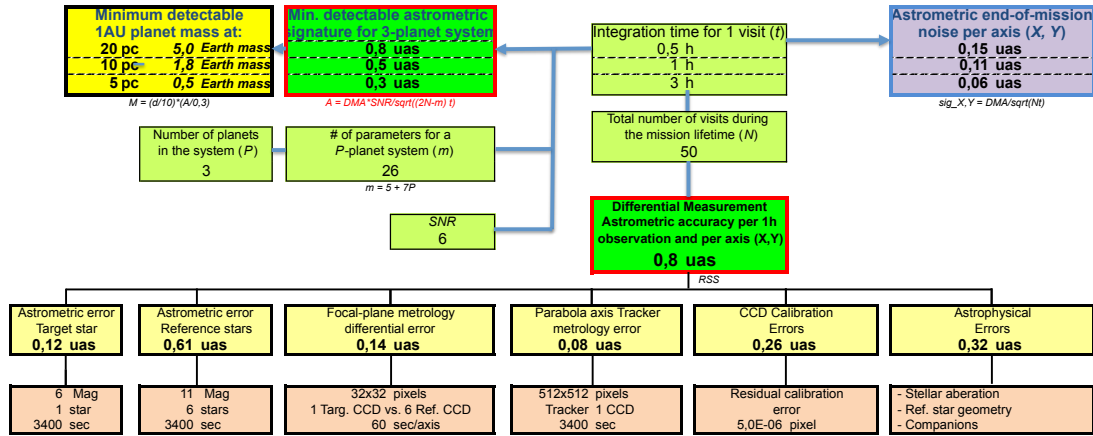 Minimum detectable
1AU planet mass at:
20 pc 5,0 Earth mass
10 pc 1,8 Earth mass
5 pc 0,5 Earth mass
M = (d/10)*(A/0,3)
Min. detectable astrometric
signature for 3-planet system
0,8 uas
0,5 uas
0,3 uas
A = DMA*SNR/sqrt((2N-m) t)
Integration time for 1 visit (t)
0,5 h
1 h
3 h
Astrometric end-of-mission
noise per axis (X, Y)
0,15 uas
0,11 uas
0,06 uas
sig_X,Y = DMA/sqrt(Nt)
Number of planets
in the system (P)
3
# of parameters for a
P-planet system (m)
26
m = 5 + 7P
Total number of visits during
the mission lifetime (N)
50
SNR
6
Differential Measurement
Astrometric accuracy per 1h
observation and per axis (X,Y)
0,8 uas
RSS
Astrometric error
Target star
0,12 uas
Astrometric error
Reference stars
0,61 uas
Focal-plane metrology
differential error
0,14 uas
Parabola axis Tracker
metrology error
0,08 uas
CCD Calibration
Errors
0,26 uas
Astrophysical
Errors
0,32 uas
6 Mag
1 star
3400 sec
11 Mag
6 stars
3400 sec
32x32 pixels
1 Targ. CCD vs. 6 Ref. CCD
60 sec/axis
512x512 pixels
Tracker 1 CCD
3400 sec
Residual calibration
error
5,0E-06 pixel
- Stellar aberation
- Ref. star geometry
- Companions